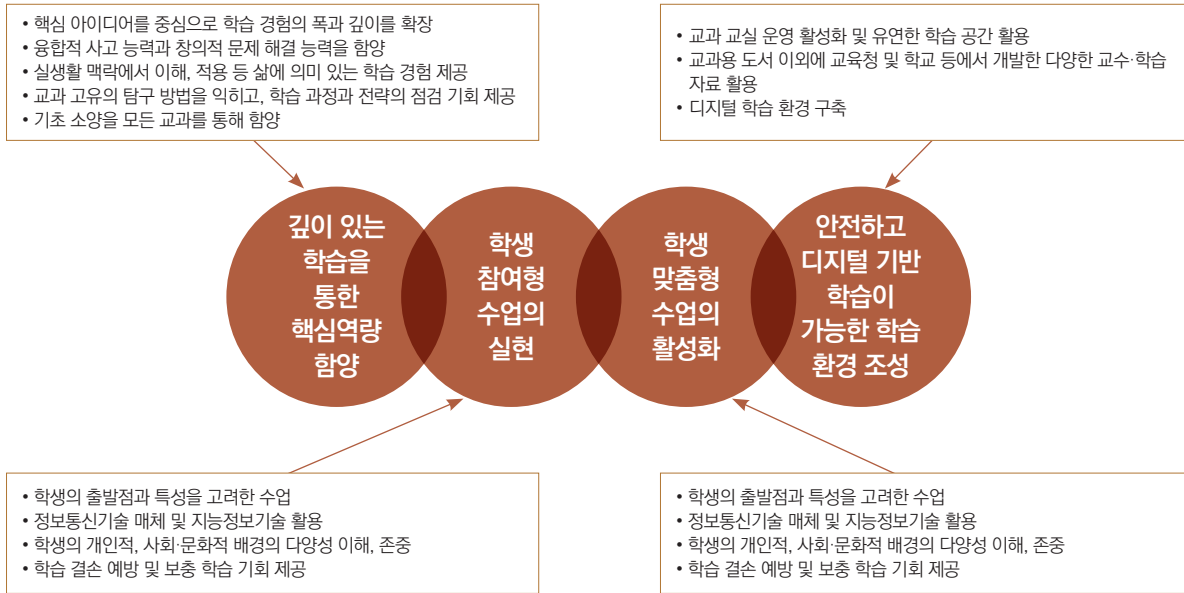 • 핵심 아이디어를 중심으로 학습 경험의 폭과 깊이를 확장
• 융합적 사고 능력과 창의적 문제 해결 능력을 함양
• 실생활 맥락에서 이해, 적용 등 삶에 의미 있는 학습 경험 제공
• 교과 고유의 탐구 방법을 익히고, 학습 과정과 전략의 점검 기회 제공
• 기초 소양을 모든 교과를 통해 함양
• 교과 교실 운영 활성화 및 유연한 학습 공간 활용
• 교과용 도서 이외에 교육청 및 학교 등에서 개발한 다양한 교수·학습
자료 활용
• 디지털 학습 환경 구축
깊이 있는
학습을
통한
핵심역량
함양
학생
참여형
수업의
실현
학생
맞춤형
수업의
활성화
안전하고
디지털 기반
학습이
가능한 학습
환경 조성
• 학생의 출발점과 특성을 고려한 수업
• 정보통신기술 매체 및 지능정보기술 활용
• 학생의 개인적, 사회·문화적 배경의 다양성 이해, 존중
• 학습 결손 예방 및 보충 학습 기회 제공
• 학생의 출발점과 특성을 고려한 수업
• 정보통신기술 매체 및 지능정보기술 활용
• 학생의 개인적, 사회·문화적 배경의 다양성 이해, 존중
• 학습 결손 예방 및 보충 학습 기회 제공